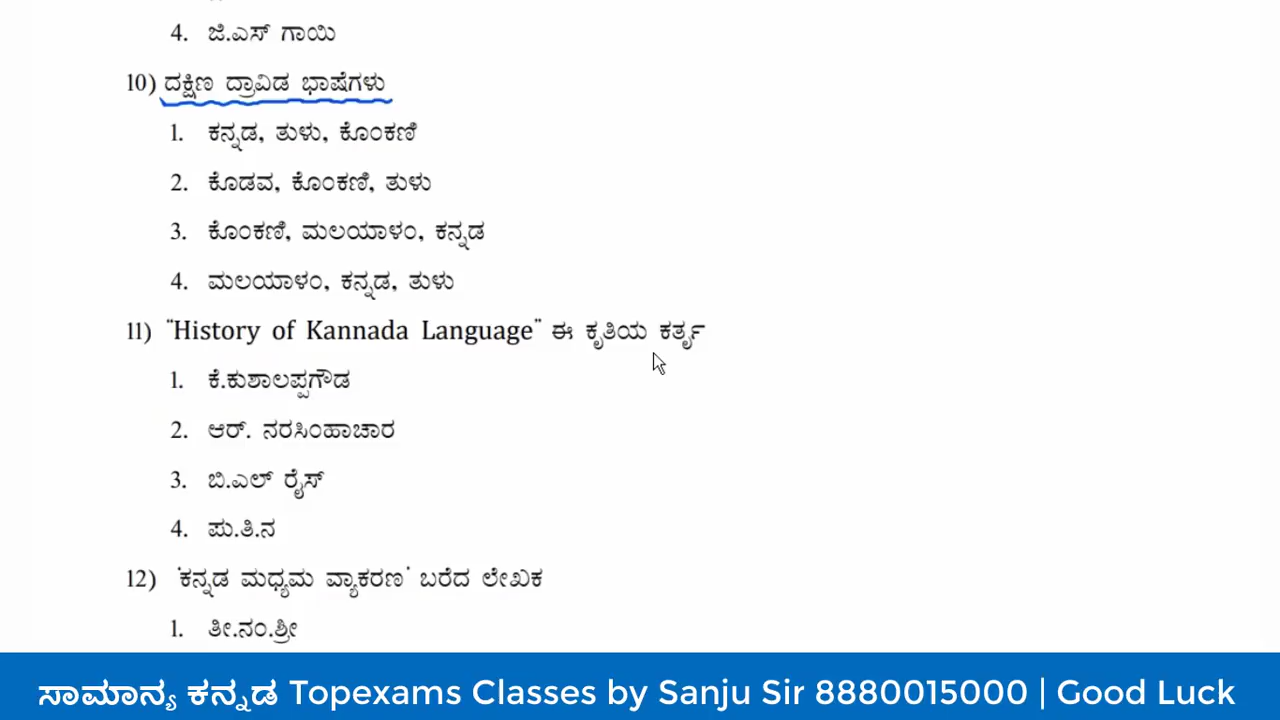 4. ಜಿ.ಎಸ್ ಗಾಯಿ
10) ದಕ್ಷಿಣ ದ್ರಾವಿಡ ಭಾಷೆಗಳು
1. ಕನ್ನಡ, ತುಳು, ಕೊಂಕಣಿ
2. ಕೊಡವ, ಕೊಂಕಣಿ, ತುಳು
3. ಕೊಂಕಣಿ, ಮಲಯಾಳಂ, ಕನ್ನಡ
4. ಮಲಯಾಳಂ, ಕನ್ನಡ, ತುಳು
11) "History of Kannada Language" ಈ ಕೃತಿಯ ಕರ್ತೃ
1. ಕೆ.ಕುಶಾಲಪ್ಪಗೌಡ
2. ಆರ್. ನರಸಿಂಹಾಚಾರ
3. ಬಿ.ಎಲ್ ರೈಸ್
4. ಪು.ತಿ.ನ
12) 'ಕನ್ನಡ ಮಧ್ಯಮ ವ್ಯಾಕರಣ' ಬರೆದ ಲೇಖಕ
1. ತೀ.ನಂ.ಶ್ರೀ
ಸಾಮಾನ್ಯ ಕನ್ನಡ Topexams Classes by Sanju Sir 8880015000 | Good Luck